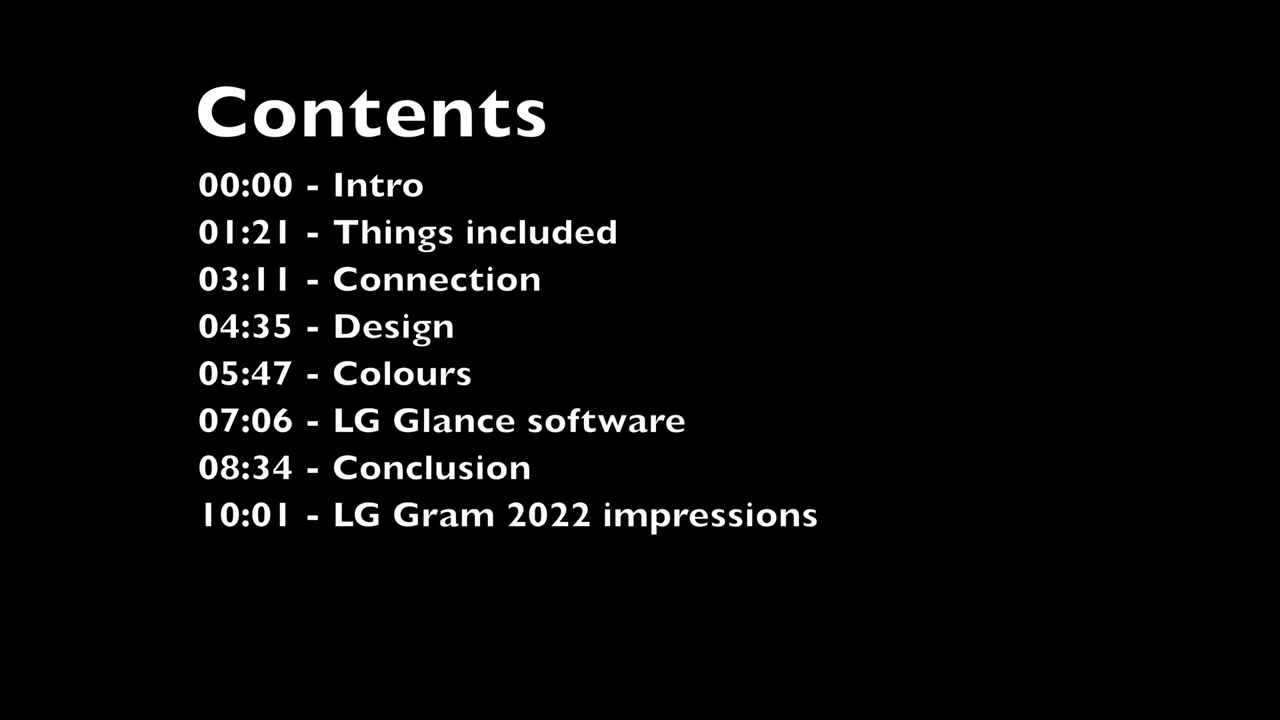 Contents
00:00 - Intro
01:21 - Things included
03:11 - Connection
04:35 - Design
05:47 - Colours
07:06 - LG Glance software
08:34 - Conclusion
10:01 - LG Gram 2022 impressions